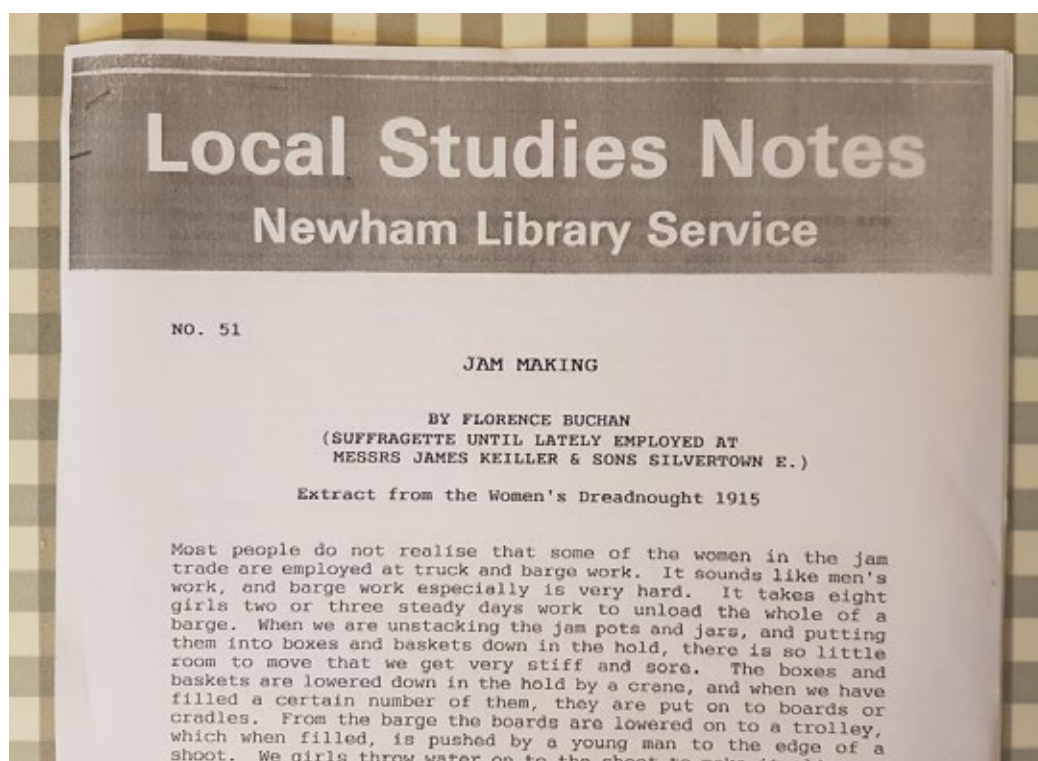 Local Studies Notes
Newham Library Service
NO. 51
JAM MAKING
BY FLORENCE BUCHAN
(SUFFRAGETTE UNTIL LATELY EMPLOYED AT
MESSRS JAMES KEILLER & SONS SILVERTOWN E.)
Extract from the Women's Dreadnought 1915
Most people do not realise that some of the women in the jam
trade are employed at truck and barge work. It sounds like men's
work, and barge work especially is very hard. It takes eight
girls two or three steady days work to unload the whole of a
barge. When we are unstacking the jam pots and jars, and putting
them into boxes and baskets down in the hold, there is so little
room to move that we get very stiff and sore. The boxes and
baskets are lowered down in the hold by a crane, and when we have
filled a certain number of them, they are put on to boards or
cradles. From the barge the boards are lowered on to a trolley,
which when filled, is pushed by a young man to the edge of a
shoot. We girls throw water on to the shoot to make it